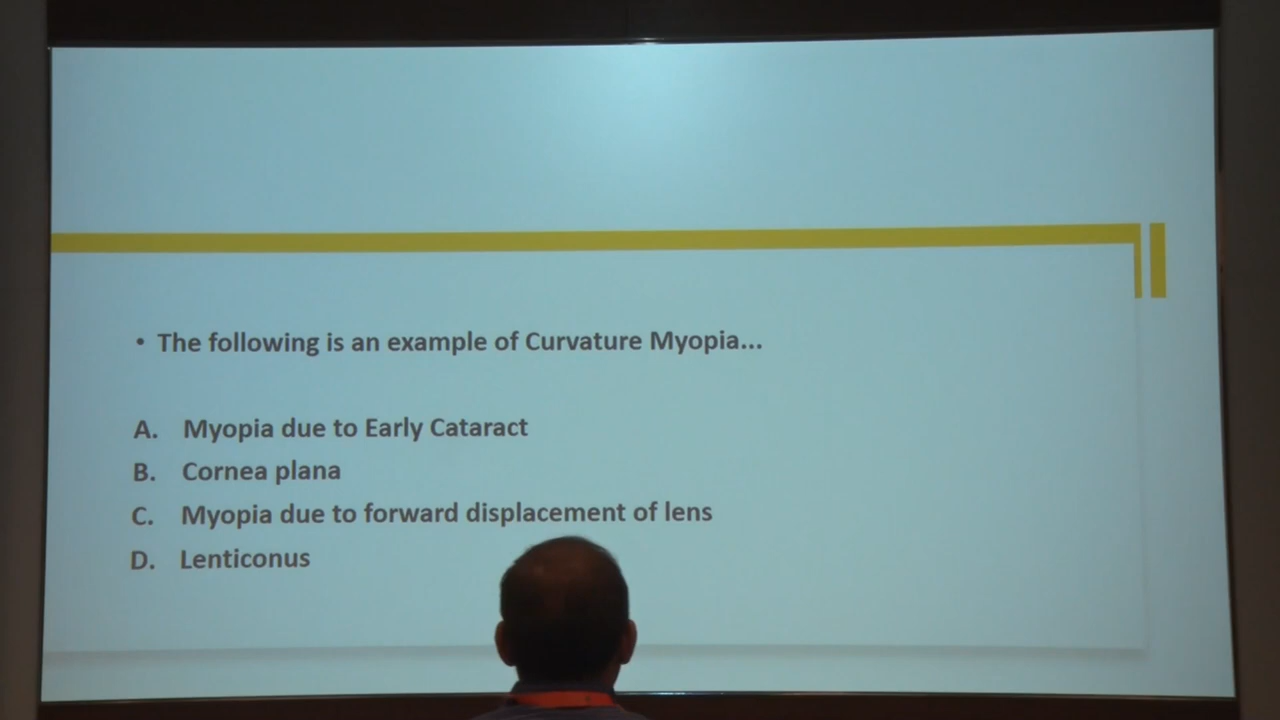 • The following is an example of Curvature Myopia...
A. Myopia due to Early Cataract
B. Cornea plana
C. Myopia due to forward displacement of lens
D. Lenticonus